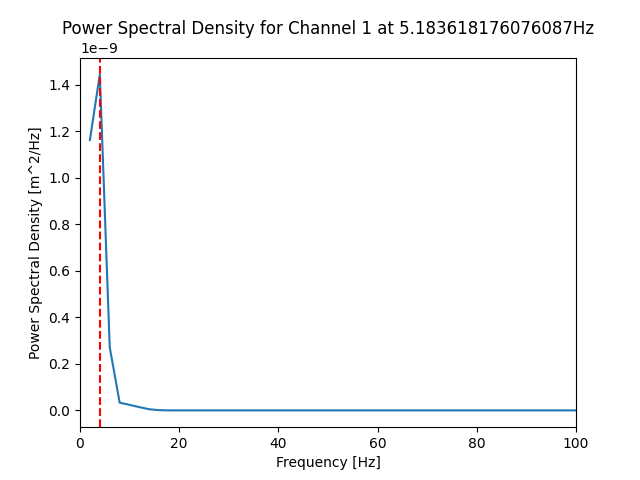 Power Spectral Density for Channel 1 at 5.183618176076087Hz
1e−9
1.4
1.2
1.0
0.8
0.6
0.4
0.2
0.0
Power Spectral Density [m^2/Hz]
0 20 40 60 80 100
Frequency [Hz]